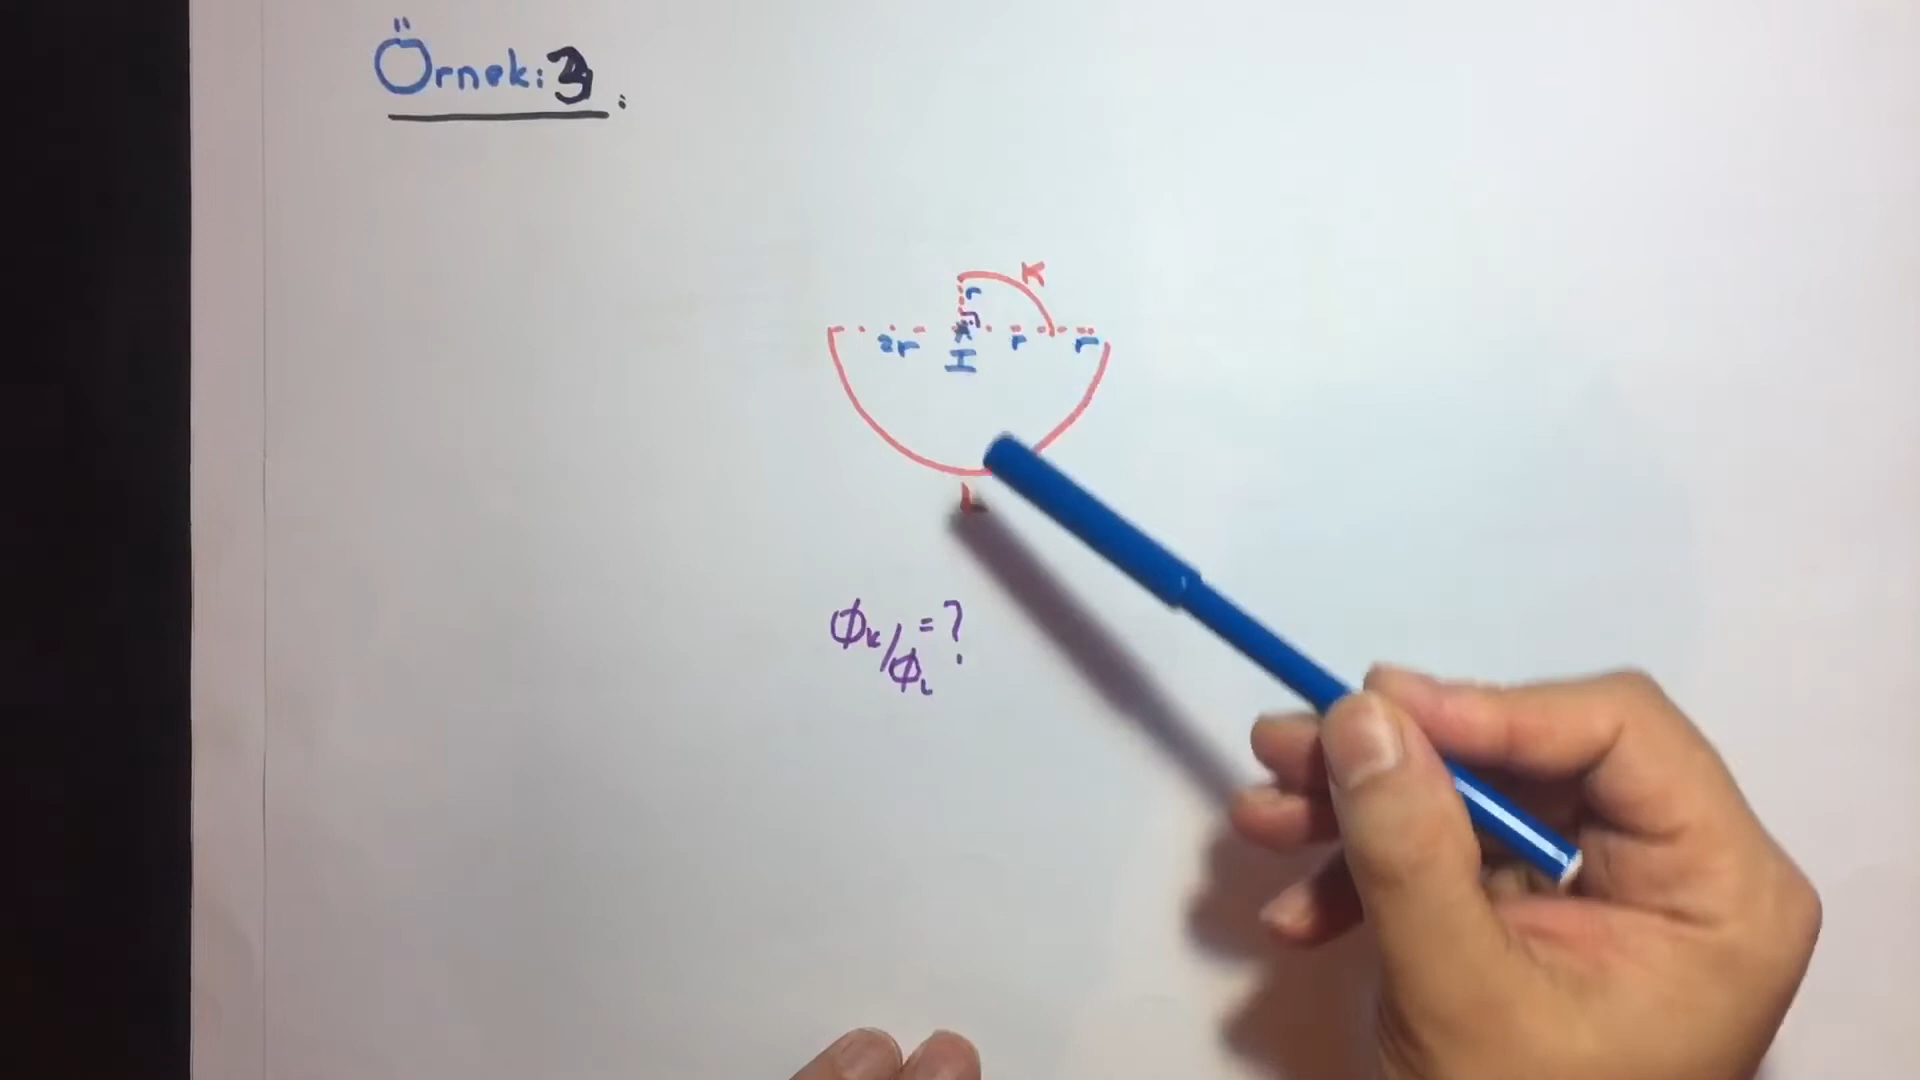 Örnek: 3.
K
r
2r r r
I
L
ΦK/ΦL = ?